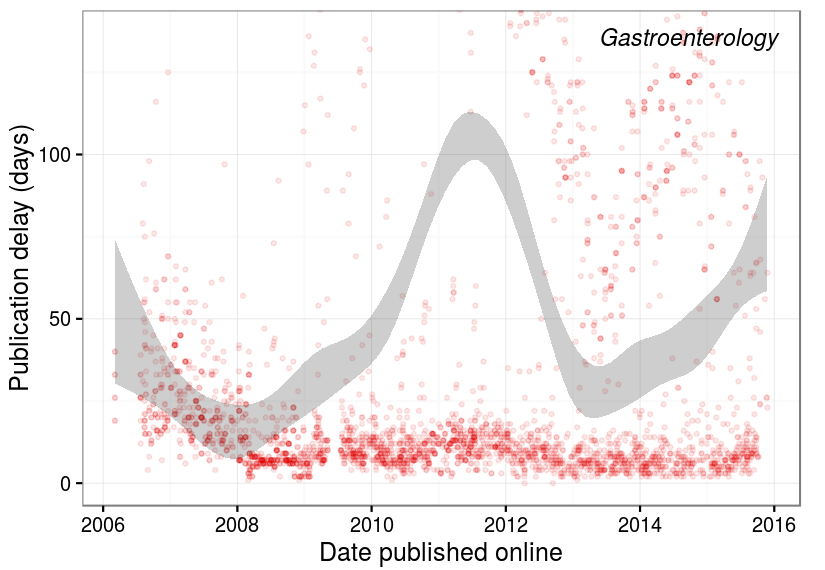 Gastroenterology
Publication delay (days)
100
50
0
2006 2008 2010 2012 2014 2016
Date published online